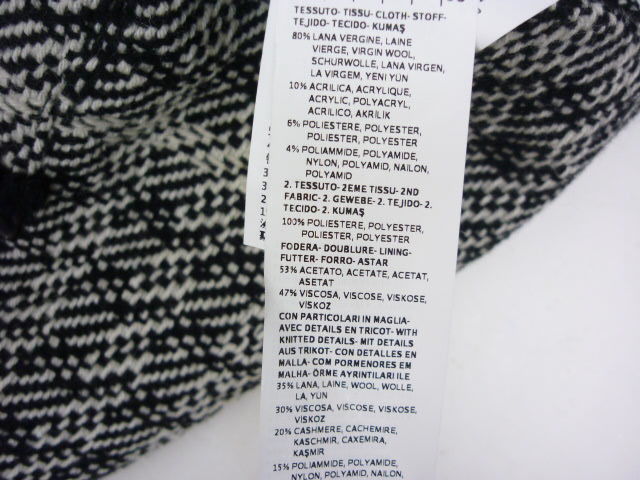 TESSUTO- TISSU- CLOTH- STOFF-
TEJIDO- TECIDO- KUMAŞ
80% LANA VERGINE, LAINE
VIERGE, VIRGIN WOOL,
SCHURWOLLE, LANA VIRGEN,
LA VIRGEM, YENI YÜN
10% ACRILICA, ACRYLIQUE,
ACRYLIC, POLYACRYL,
ACRILICO, AKRILIK
6% POLIESTERE, POLYESTER,
POLIESTER, POLYESTER
4% POLIAMMIDE, POLYAMIDE,
NYLON, POLYAMID, NAILON,
POLYAMID
2. TESSUTO- 2EME TISSU- 2ND
FABRIC- 2. GEWEBE- 2. TEJIDO- 2.
TECIDO- 2. KUMAŞ
100% POLIESTERE, POLYESTER,
POLIESTER, POLYESTER
FODERA- DOUBLURE- LINING-
FUTTER- FORRO- ASTAR
53% ACETATO, ACETATE, ACETAT,
ASETAT
47% VISCOSA, VISCOSE, VISKOSE,
VISKOZ
CON PARTICOLARI IN MAGLIA-
AVEC DETAILS EN TRICOT- WITH
KNITTED DETAILS- MIT DETAILS
AUS TRIKOT- CON DETALLES EN
MALLA- COM PORMENORES EM
MALHA- ÖRME AYRINTILARI ILE
35% LANA, LAINE, WOOL, WOLLE,
LA, YUN
30% VISCOSA, VISCOSE, VISKOSE,
VISKOZ
20% CASHMERE, CACHEMIRE,
KASCHMIR, CAXEMIRA,
KAŞMIR
15% POLIAMMIDE, POLYAMIDE,
NYLON, POLYAMID, NAILON,